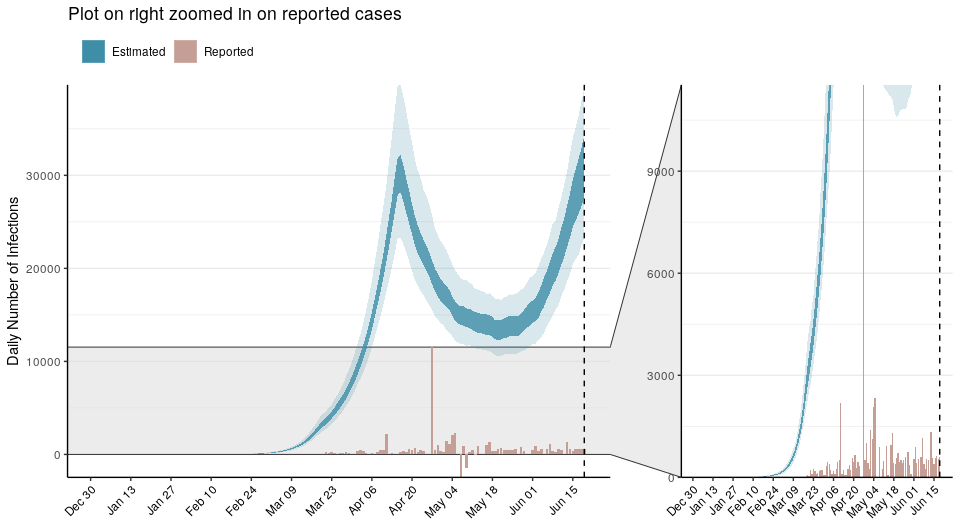 Plot on right zoomed in on reported cases
Estimated Reported
Daily Number of Infections
30000
20000
10000
0
Dec 30 Jan 13 Jan 27 Feb 10 Feb 24 Mar 09 Mar 23 Apr 06 Apr 20 May 04 May 18 Jun 01 Jun 15
9000
6000
3000
0
Dec 30 Jan 13 Jan 27 Feb 10 Feb 24 Mar 09 Mar 23 Apr 06 Apr 20 May 04 May 18 Jun 01 Jun 15